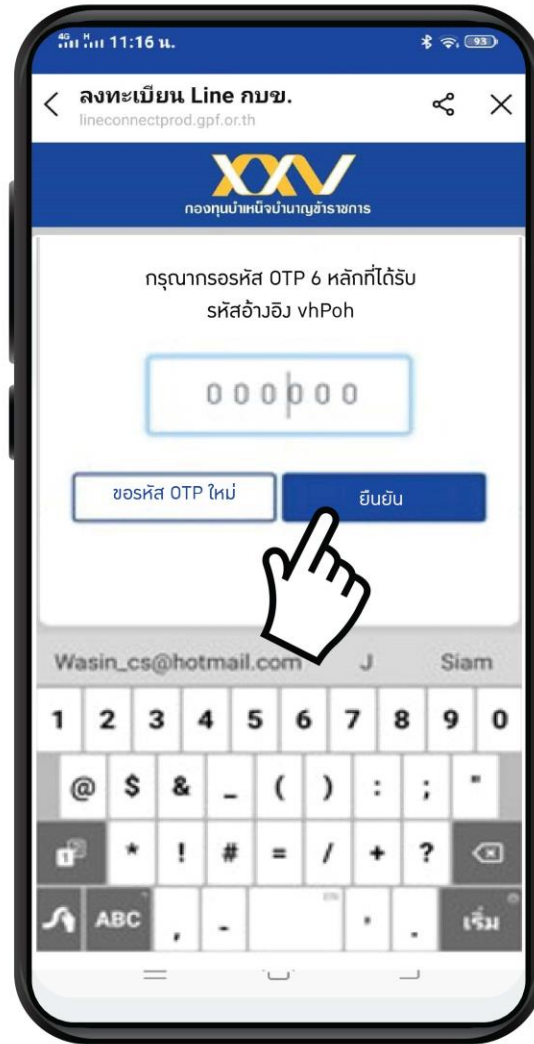 4G H 11:16 น. 93
ลงทะเบียน Line กบข.
lineconnectprod.gpf.or.th
กองทุนบำเหน็จบำนาญข้าราชการ
กรุณากรอรหัส OTP 6 หลักที่ได้รับ
รหัสอ้างอิง vhPoh
000000
ขอรหัส OTP ใหม่ ยืนยัน
Wasin_cs@hotmail.com J Siam
1 2 3 4 5 6 7 8 9 0
@ $ & _ ( ) : ; "
1 * ! # = / + ?
ABC , - EN ' . เริ่ม